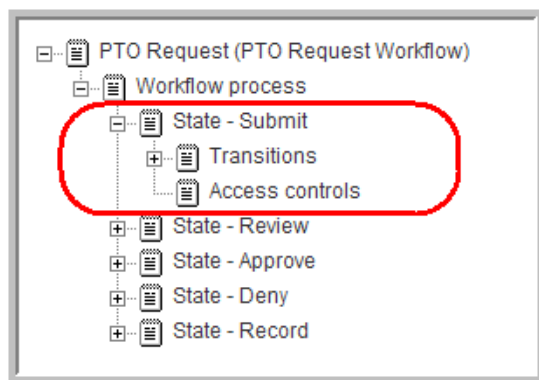 PTO Request (PTO Request Workflow)
Workflow process
State - Submit
Transitions
Access controls
State - Review
State - Approve
State - Deny
State - Record